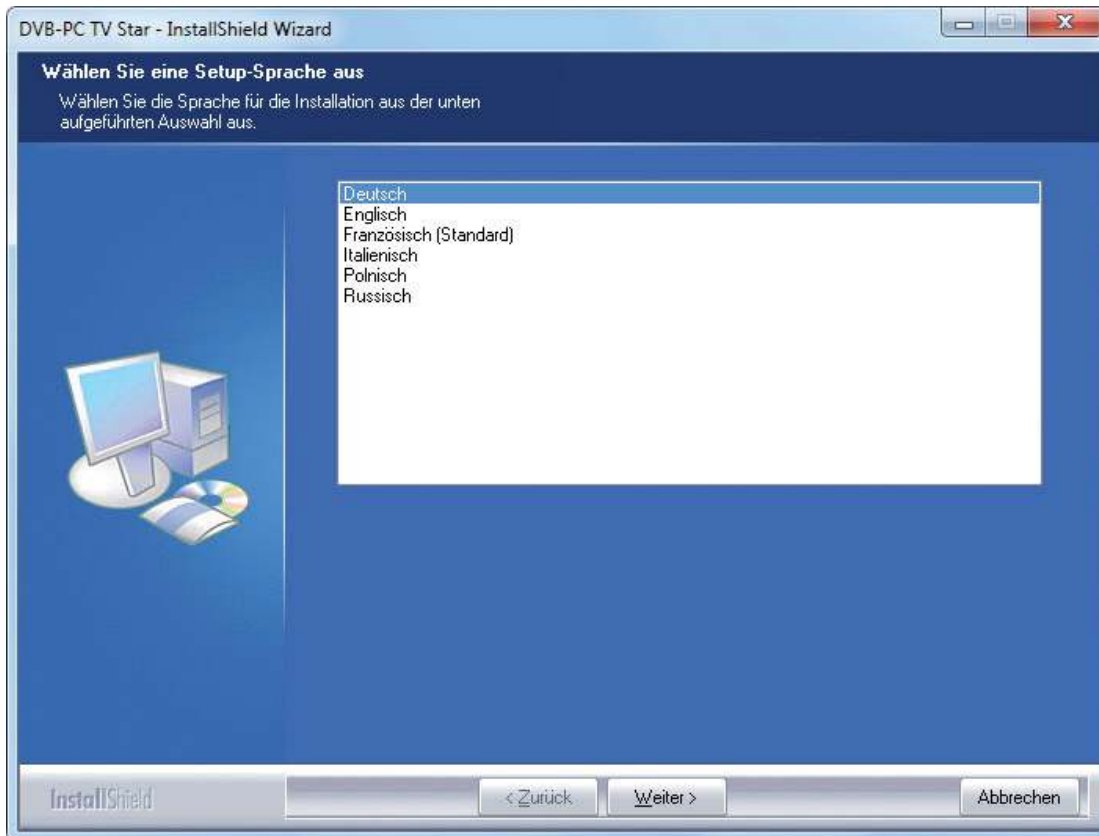 DVB-PC TV Star - InstallShield Wizard
Wählen Sie eine Setup-Sprache aus
Wählen Sie die Sprache für die Installation aus der unten
aufgeführten Auswahl aus.
Deutsch
Englisch
Französisch (Standard)
Italienisch
Polnisch
Russisch
InstallShield
< Zurück
Weiter >
Abbrechen